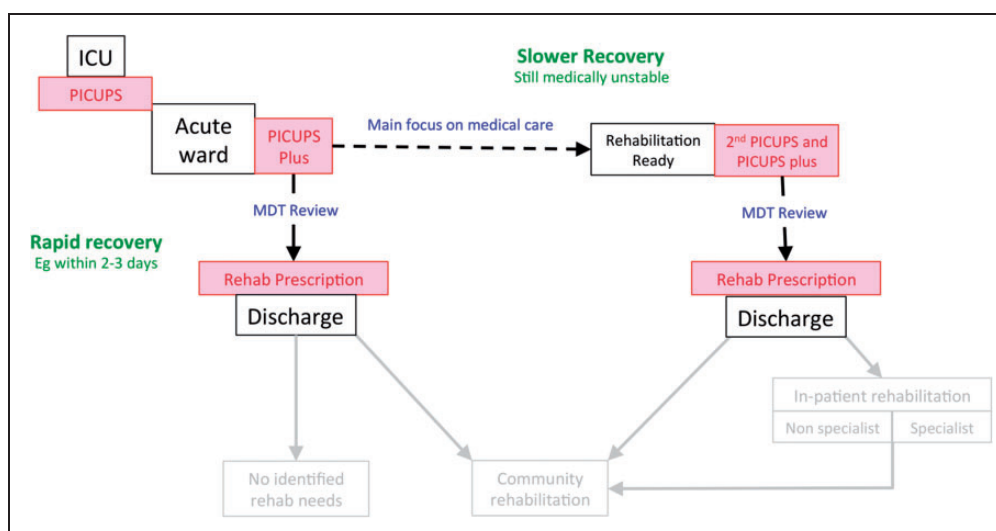 ICU
PICUPS
Slower Recovery
Still medically unstable
Acute
ward
PICUPS
Plus
Main focus on medical care
Rehabilitation
Ready
2nd PICUPS and
PICUPS plus
MDT Review
MDT Review
Rapid recovery
Eg within 2-3 days
Rehab Prescription
Discharge
Rehab Prescription
Discharge
In-patient rehabilitation
Non specialist
Specialist
No identified
rehab needs
Community
rehabilitation